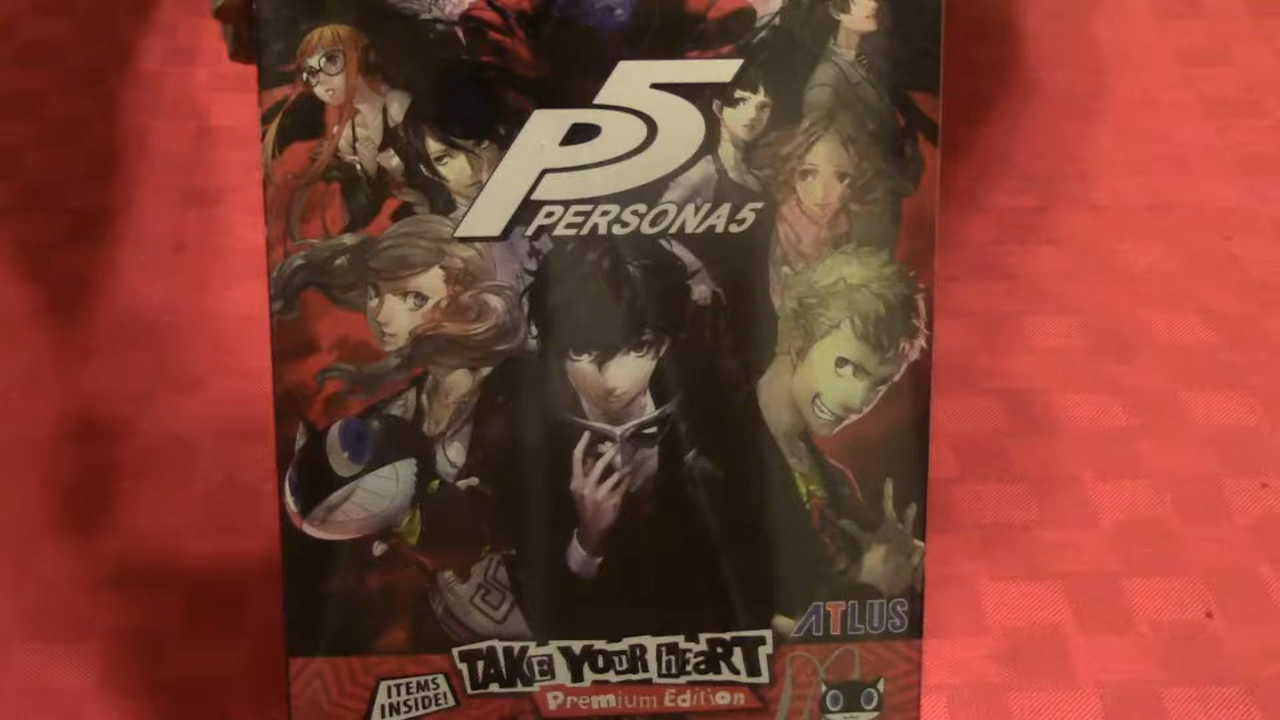 P5
PERSONA5
ATLUS
TAKE YOUR HEART
Premium Edition
ITEMS
INSIDE!